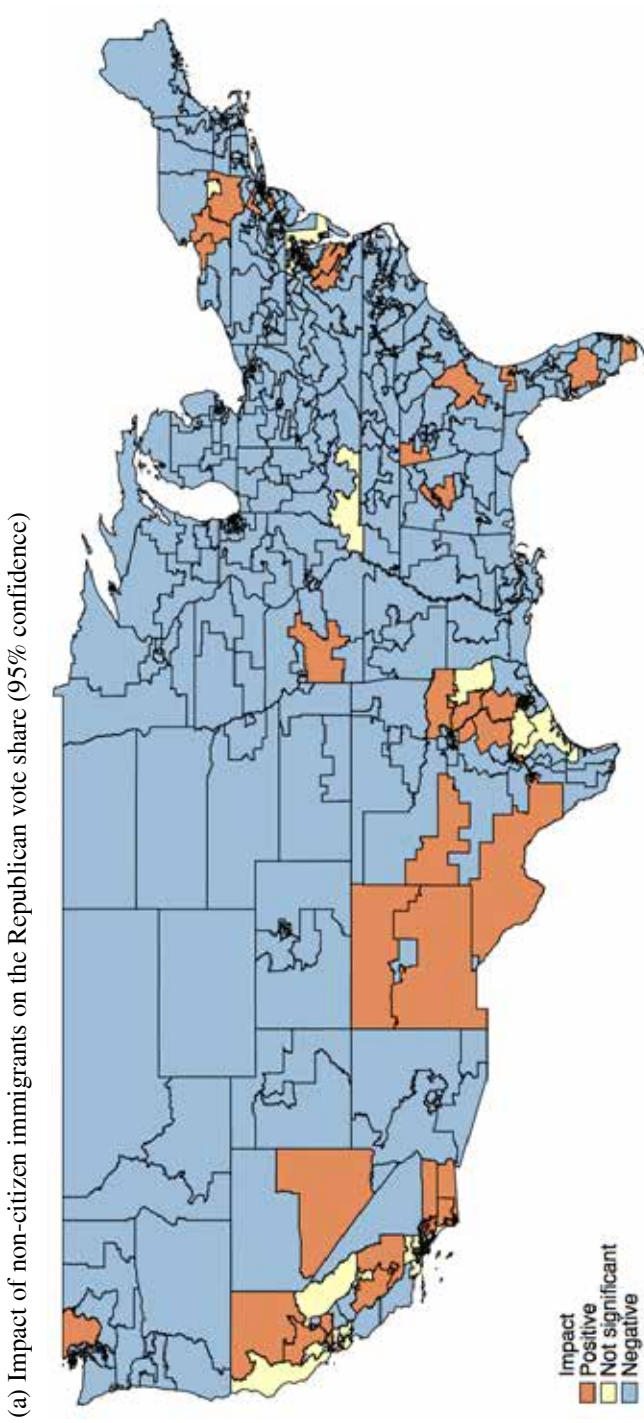 (a) Impact of non-citizen immigrants on the Republican vote share (95% confidence)
Impact
Positive
Not significant
Negative